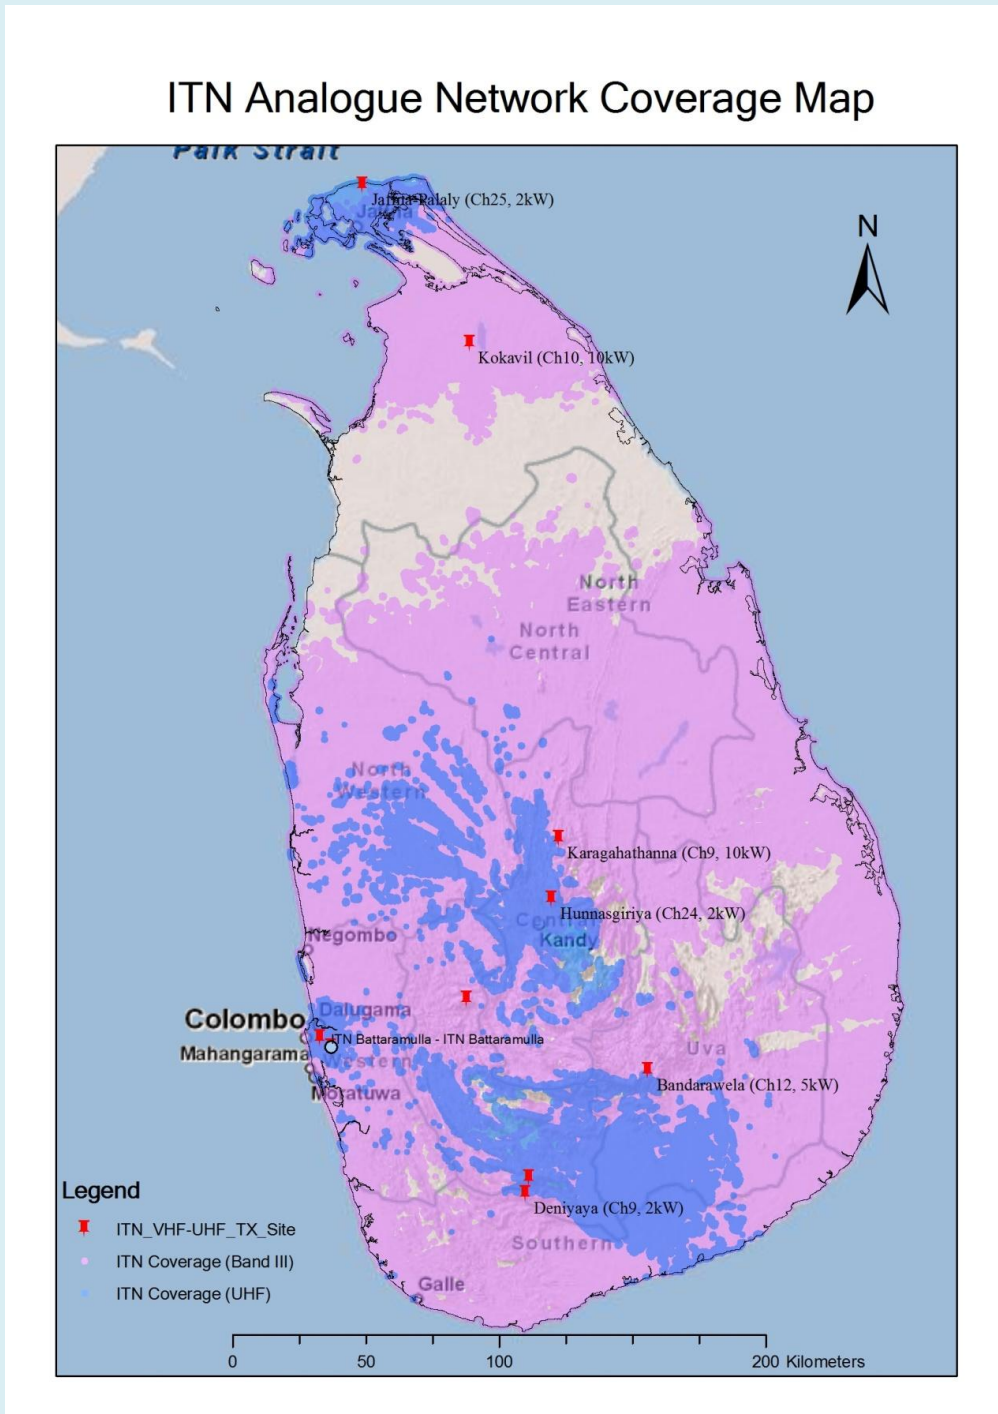 ITN Analogue Network Coverage Map
Palk Strait
Jaffna-Palaly (Ch25, 2kW)
Jaffna
N
Kokavil (Ch10, 10kW)
North
Eastern
North
Central
North
Western
Karagahathanna (Ch9, 10kW)
Hunnasgiriya (Ch24, 2kW)
Central
Kandy
Negombo
Dalugama
Colombo
ITN Battaramulla - ITN Battaramulla
Mahangarama
Western
Uva
Moratuwa
Bandarawela (Ch12, 5kW)
Deniyaya (Ch9, 2kW)
Southern
Galle
Legend
ITN_VHF-UHF_TX_Site
ITN Coverage (Band III)
ITN Coverage (UHF)
0 50 100 200 Kilometers